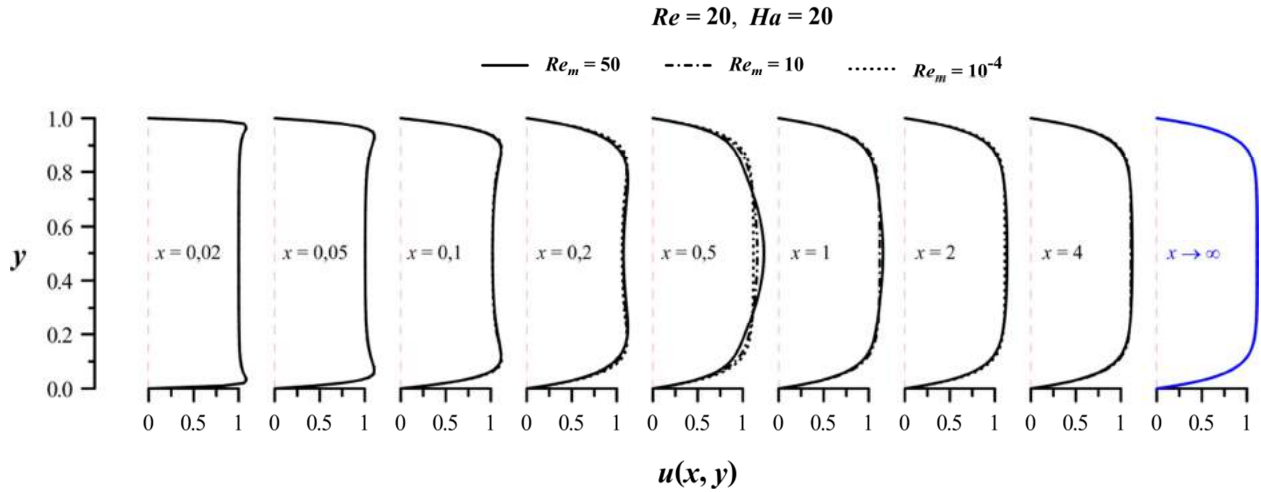 Re = 20, Ha = 20
Re_m = 50 Re_m = 10 Re_m = 10^-4
1.0
0.8
0.6
0.4
0.2
0.0
y
x = 0,02 x = 0,05 x = 0,1 x = 0,2 x = 0,5 x = 1 x = 2 x = 4 x → ∞
0 0.5 1 0 0.5 1 0 0.5 1 0 0.5 1 0 0.5 1 0 0.5 1 0 0.5 1 0 0.5 1 0 0.5 1
u(x, y)